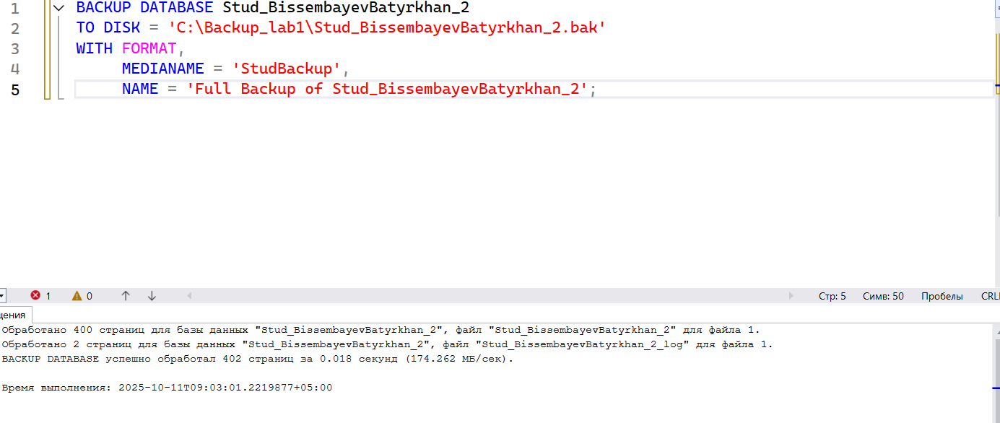 1 BACKUP DATABASE Stud_BissembayevBatyrkhan_2
2 TO DISK = 'C:\Backup_lab1\Stud_BissembayevBatyrkhan_2.bak'
3 WITH FORMAT,
4 MEDIANAME = 'StudBackup',
5 NAME = 'Full Backup of Stud_BissembayevBatyrkhan_2';
1 0 Стр: 5 Симв: 50 Пробелы CRL
щения
Обработано 400 страниц для базы данных "Stud_BissembayevBatyrkhan_2", файл "Stud_BissembayevBatyrkhan_2" для файла 1.
Обработано 2 страниц для базы данных "Stud_BissembayevBatyrkhan_2", файл "Stud_BissembayevBatyrkhan_2_log" для файла 1.
BACKUP DATABASE успешно обработал 402 страниц за 0.018 секунд (174.262 МБ/сек).
Время выполнения: 2025-10-11T09:03:01.2219877+05:00